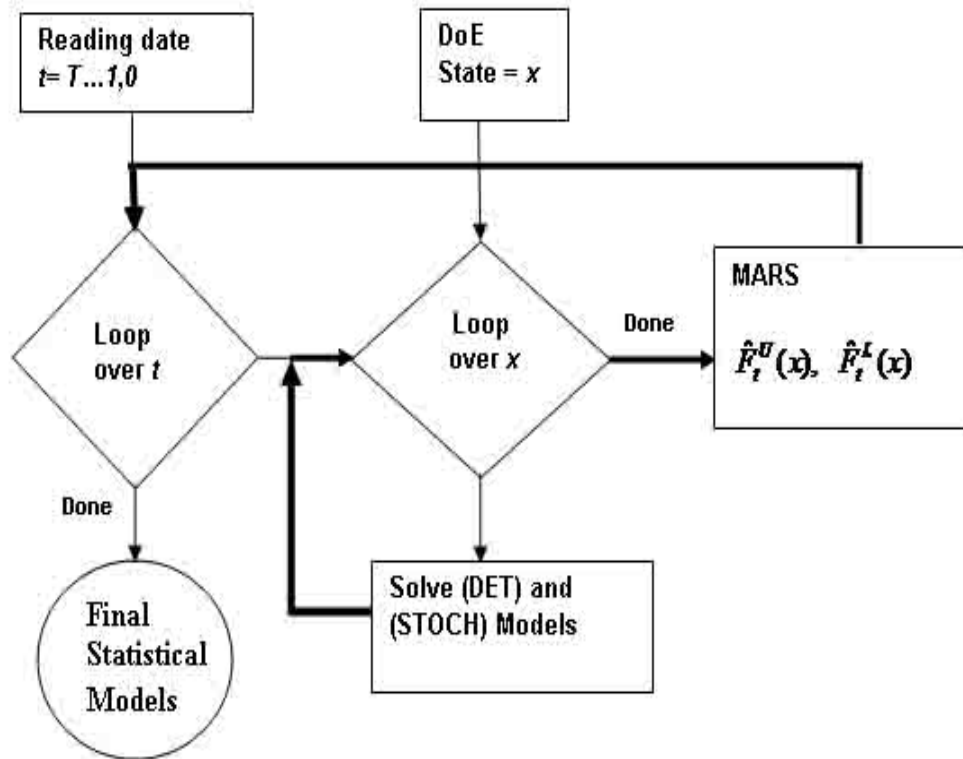 Reading date
t= T...1,0
DoE
State = x
Loop
over t
Loop
over x
Done
MARS
F̂ₜᵁ(x), F̂ₜᴸ(x)
Done
Solve (DET) and
(STOCH) Models
Final
Statistical
Models